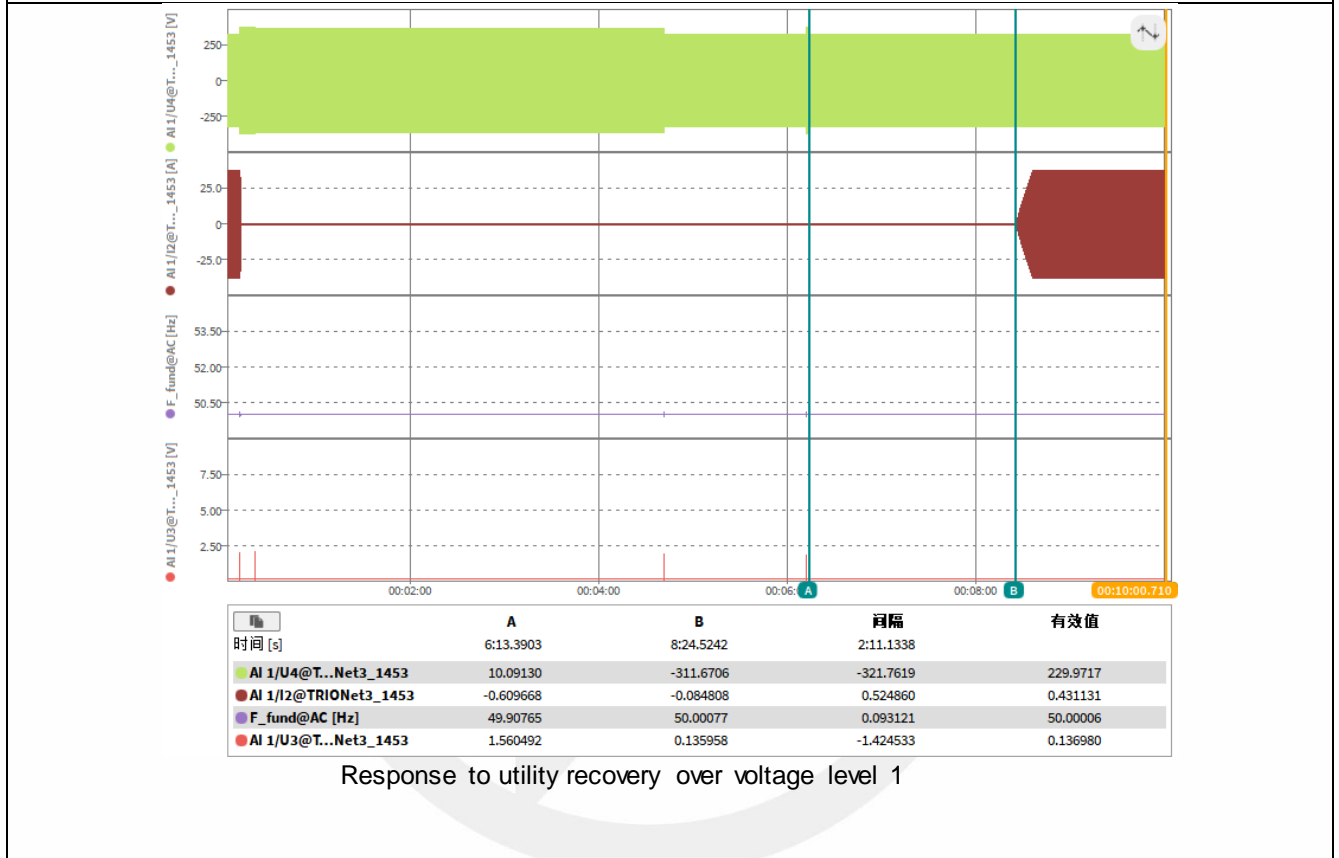 AI 1/U4@T..._1453 [V]
250
0
-250
AI 1/I2@T..._1453 [A]
25.0
0
-25.0
F_fund@AC [Hz]
53.50
52.00
50.50
AI 1/U3@T..._1453 [V]
7.50
5.00
2.50
00:02:00 00:04:00 00:06: A 00:08:00 B 00:10:00.710
A B 间隔 有效值
时间 [s] 6:13.3903 8:24.5242 2:11.1338
AI 1/U4@T...Net3_1453 10.09130 -311.6706 -321.7619 229.9717
AI 1/I2@TRIONet3_1453 -0.609668 -0.084808 0.524860 0.431131
F_fund@AC [Hz] 49.90765 50.00077 0.093121 50.00006
AI 1/U3@T...Net3_1453 1.560492 0.135958 -1.424533 0.136980
Response to utility recovery over voltage level 1